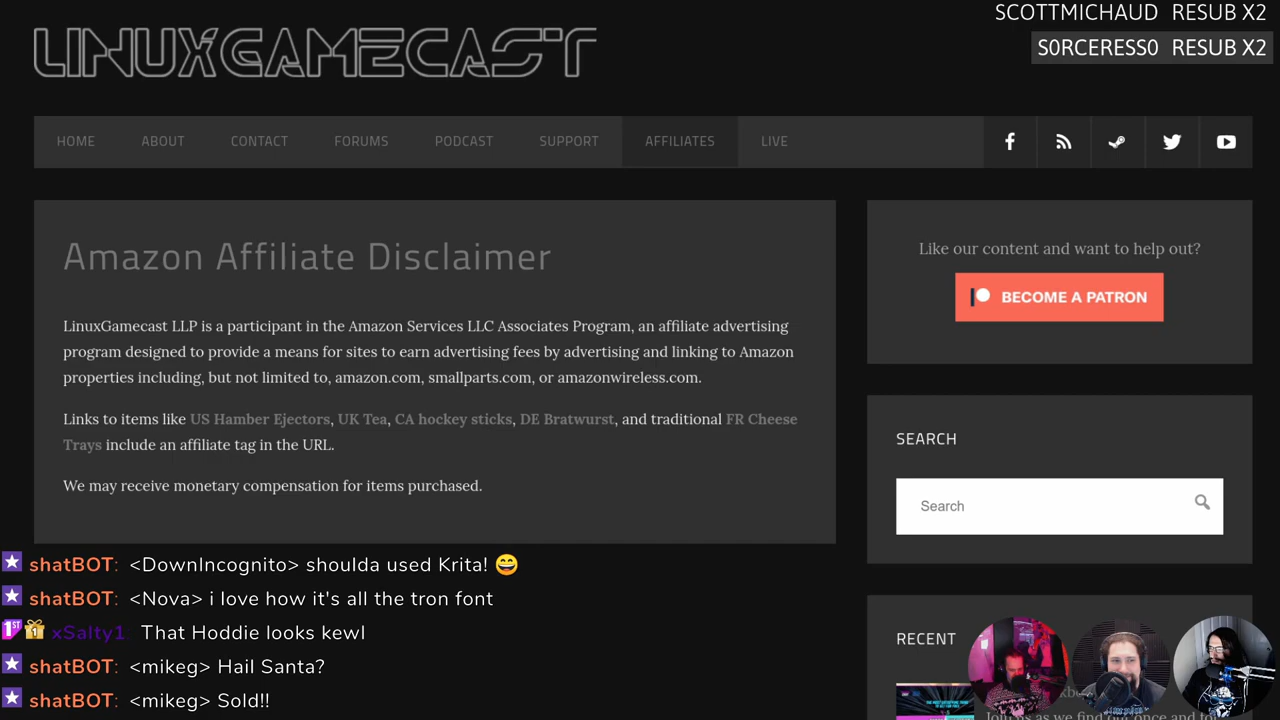 LINUXGAMECAST
SCOTTMICHAUD RESUB X2
S0RCERESS0 RESUB X2
HOME ABOUT CONTACT FORUMS PODCAST SUPPORT AFFILIATES LIVE
Amazon Affiliate Disclaimer
LinuxGamecast LLP is a participant in the Amazon Services LLC Associates Program, an affiliate advertising
program designed to provide a means for sites to earn advertising fees by advertising and linking to Amazon
properties including, but not limited to, amazon.com, smallparts.com, or amazonwireless.com.
Links to items like US Hamber Ejectors, UK Tea, CA hockey sticks, DE Bratwurst, and traditional FR Cheese
Trays include an affiliate tag in the URL.
We may receive monetary compensation for items purchased.
Like our content and want to help out?
BECOME A PATRON
SEARCH
Search
RECENT
shatBOT: <DownIncognito> shoulda used Krita! 😄
shatBOT: <Nova> i love how it's all the tron font
1ST 1 xSalty1: That Hoddie looks kewl
shatBOT: <mikeg> Hail Santa?
shatBOT: <mikeg> Sold!!